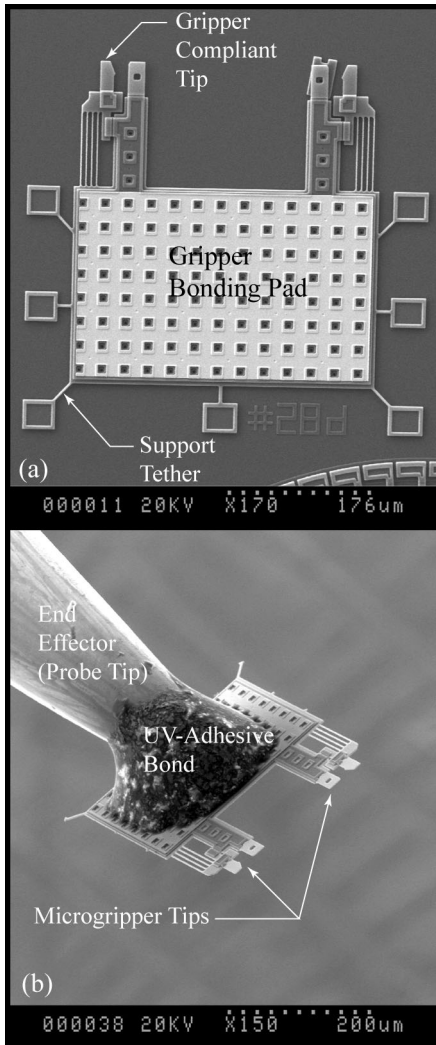 Gripper
Compliant
Tip
Gripper
Bonding Pad
#28d
Support
Tether
(a)
000011 20KV X170 176um
End
Effector
(Probe Tip)
UV-Adhesive
Bond
Microgripper Tips
(b)
000038 20KV X150 200um